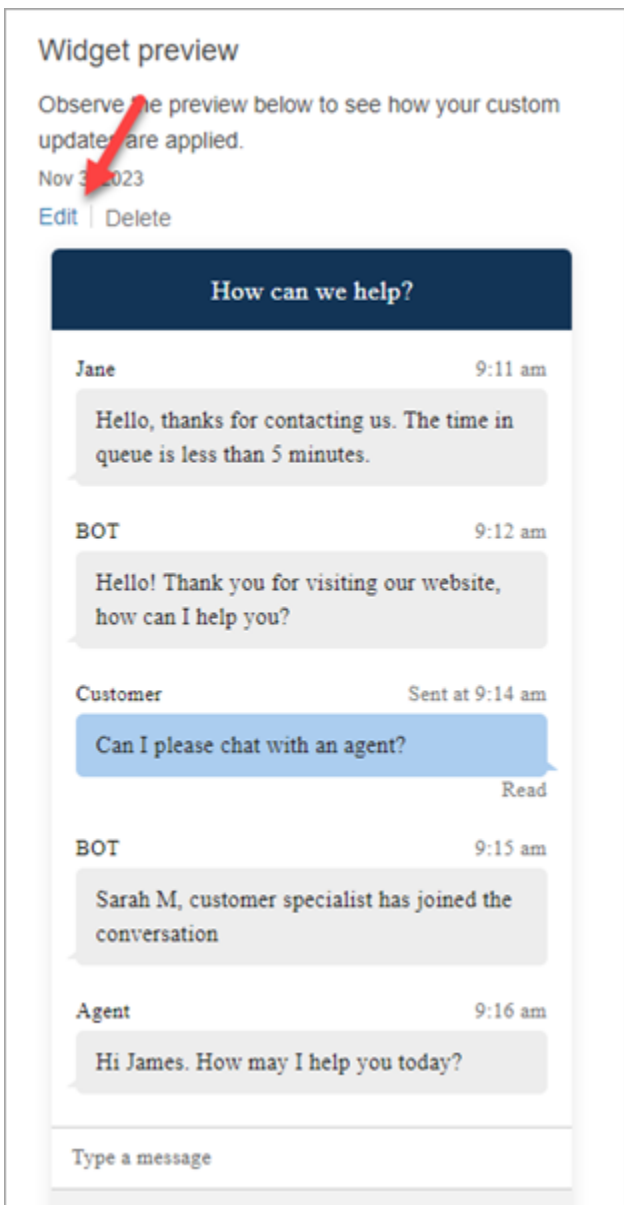 Widget preview
Observe the preview below to see how your custom
updates are applied.
Nov 3, 2023
Edit | Delete
How can we help?
Jane 9:11 am
Hello, thanks for contacting us. The time in
queue is less than 5 minutes.
BOT 9:12 am
Hello! Thank you for visiting our website,
how can I help you?
Customer Sent at 9:14 am
Can I please chat with an agent?
Read
BOT 9:15 am
Sarah M, customer specialist has joined the
conversation
Agent 9:16 am
Hi James. How may I help you today?
Type a message